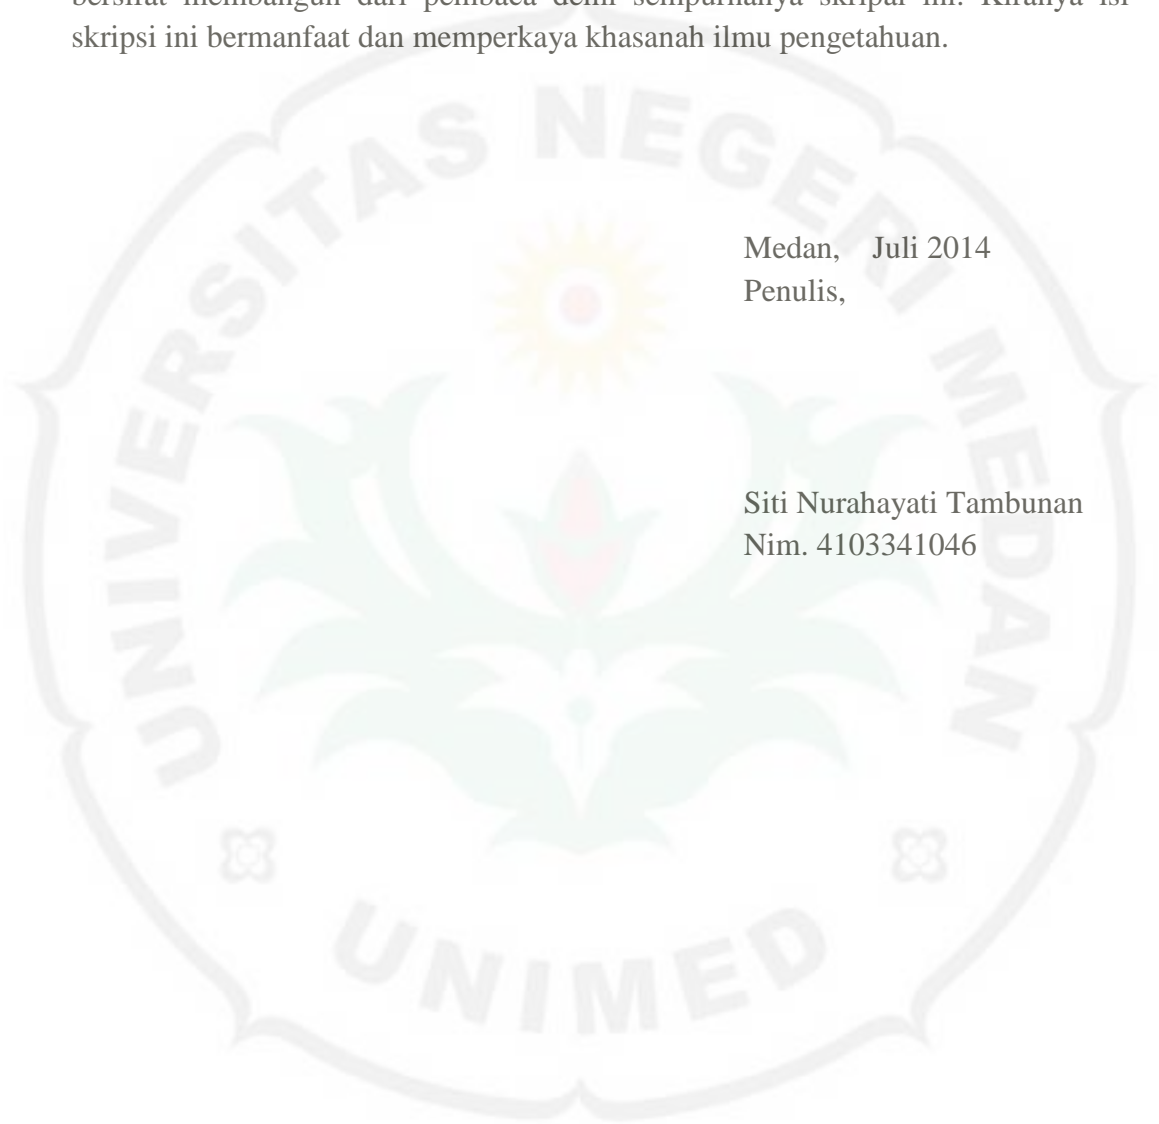 bersifat membangun dari pembaca demi sempurnanya skripsi ini. Kiranya isi
skripsi ini bermanfaat dan memperkaya khasanah ilmu pengetahuan.
Medan, Juli 2014
Penulis,
Siti Nurahayati Tambunan
Nim. 4103341046
UNIVERSITAS NEGERI MEDAN
UNIMED